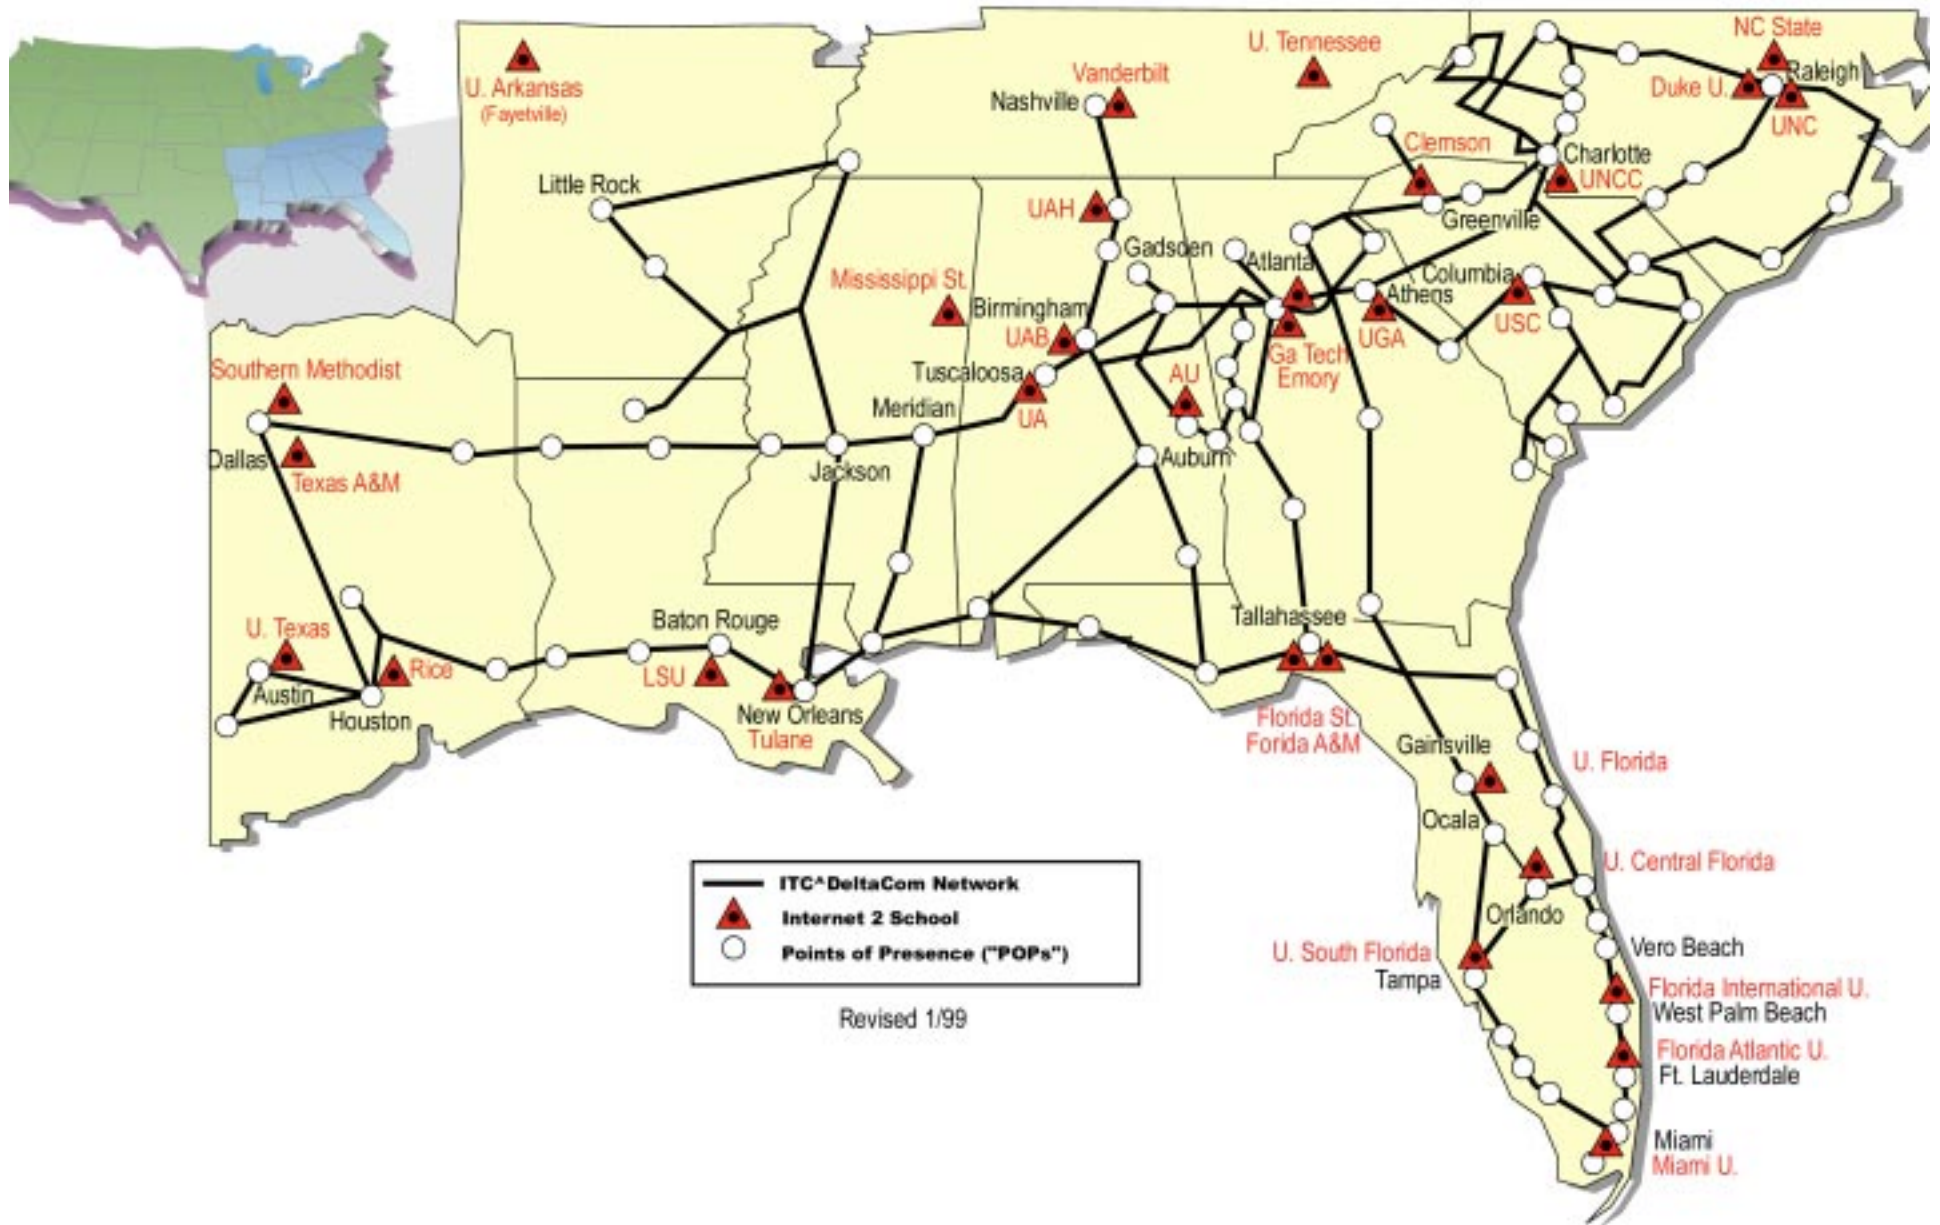 NC State
U. Tennessee
U. Arkansas
(Fayetville)
Vanderbilt
Nashville
Duke U.
Raleigh
UNC
Clemson
Charlotte
UNCC
Little Rock
UAH
Greenville
Gadsden
Atlanta
Columbia
Athens
Mississippi St.
Birmingham
UAB
USC
UGA
Ga Tech
Emory
Southern Methodist
Tuscaloosa
AU
UA
Meridian
Dallas
Texas A&M
Jackson
Auburn
Baton Rouge
Tallahassee
U. Texas
Rice
LSU
Austin
Houston
New Orleans
Tulane
Florida St.
Forida A&M
Gainsville
U. Florida
Ocala
U. Central Florida
Orlando
Vero Beach
U. South Florida
Tampa
Florida International U.
West Palm Beach
Florida Atlantic U.
Ft. Lauderdale
Miami
Miami U.
ITC^DeltaCom Network
Internet 2 School
Points of Presence ("POPs")
Revised 1/99